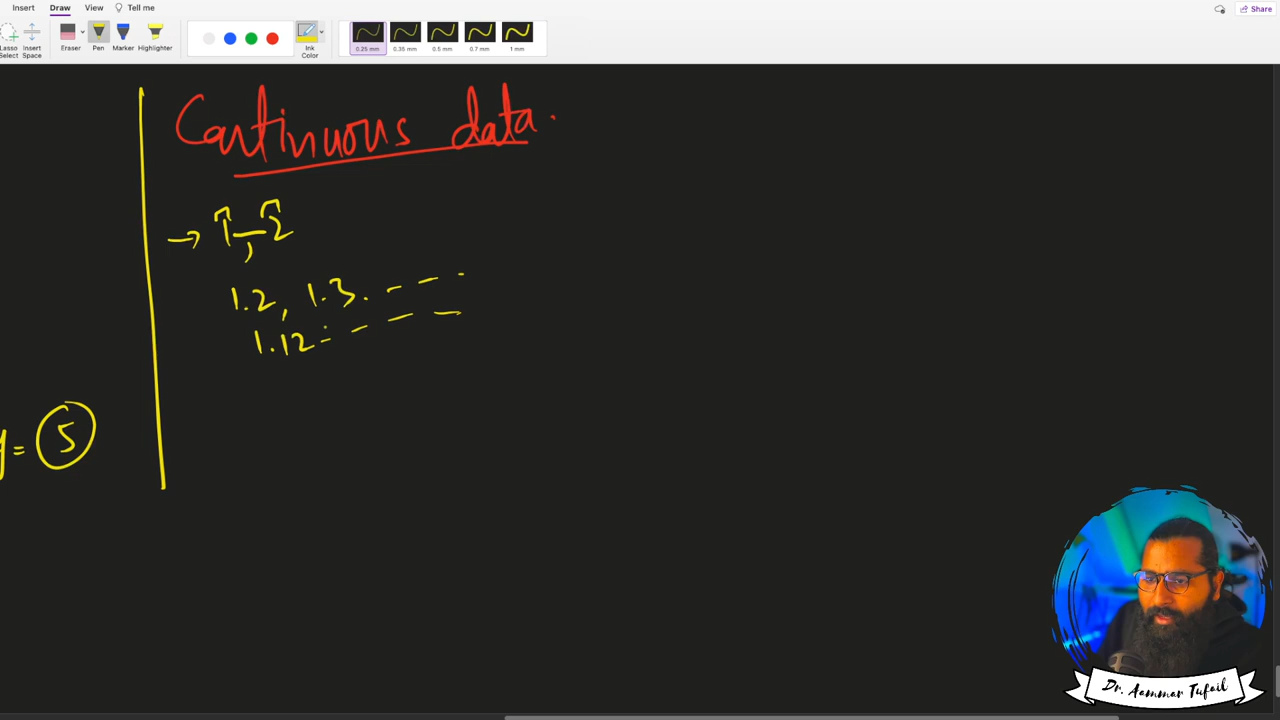 Insert Draw View Tell me
Share
Lasso Select
Insert Space
Eraser
Pen
Marker
Highlighter
Ink Color
0.25 mm
0.35 mm
0.5 mm
0.7 mm
1 mm
Continuous data.
→ 1 — , 2
1.2, 1.3. - - -
1.12 - - - -
y = 5
Dr. Aammar Tufail